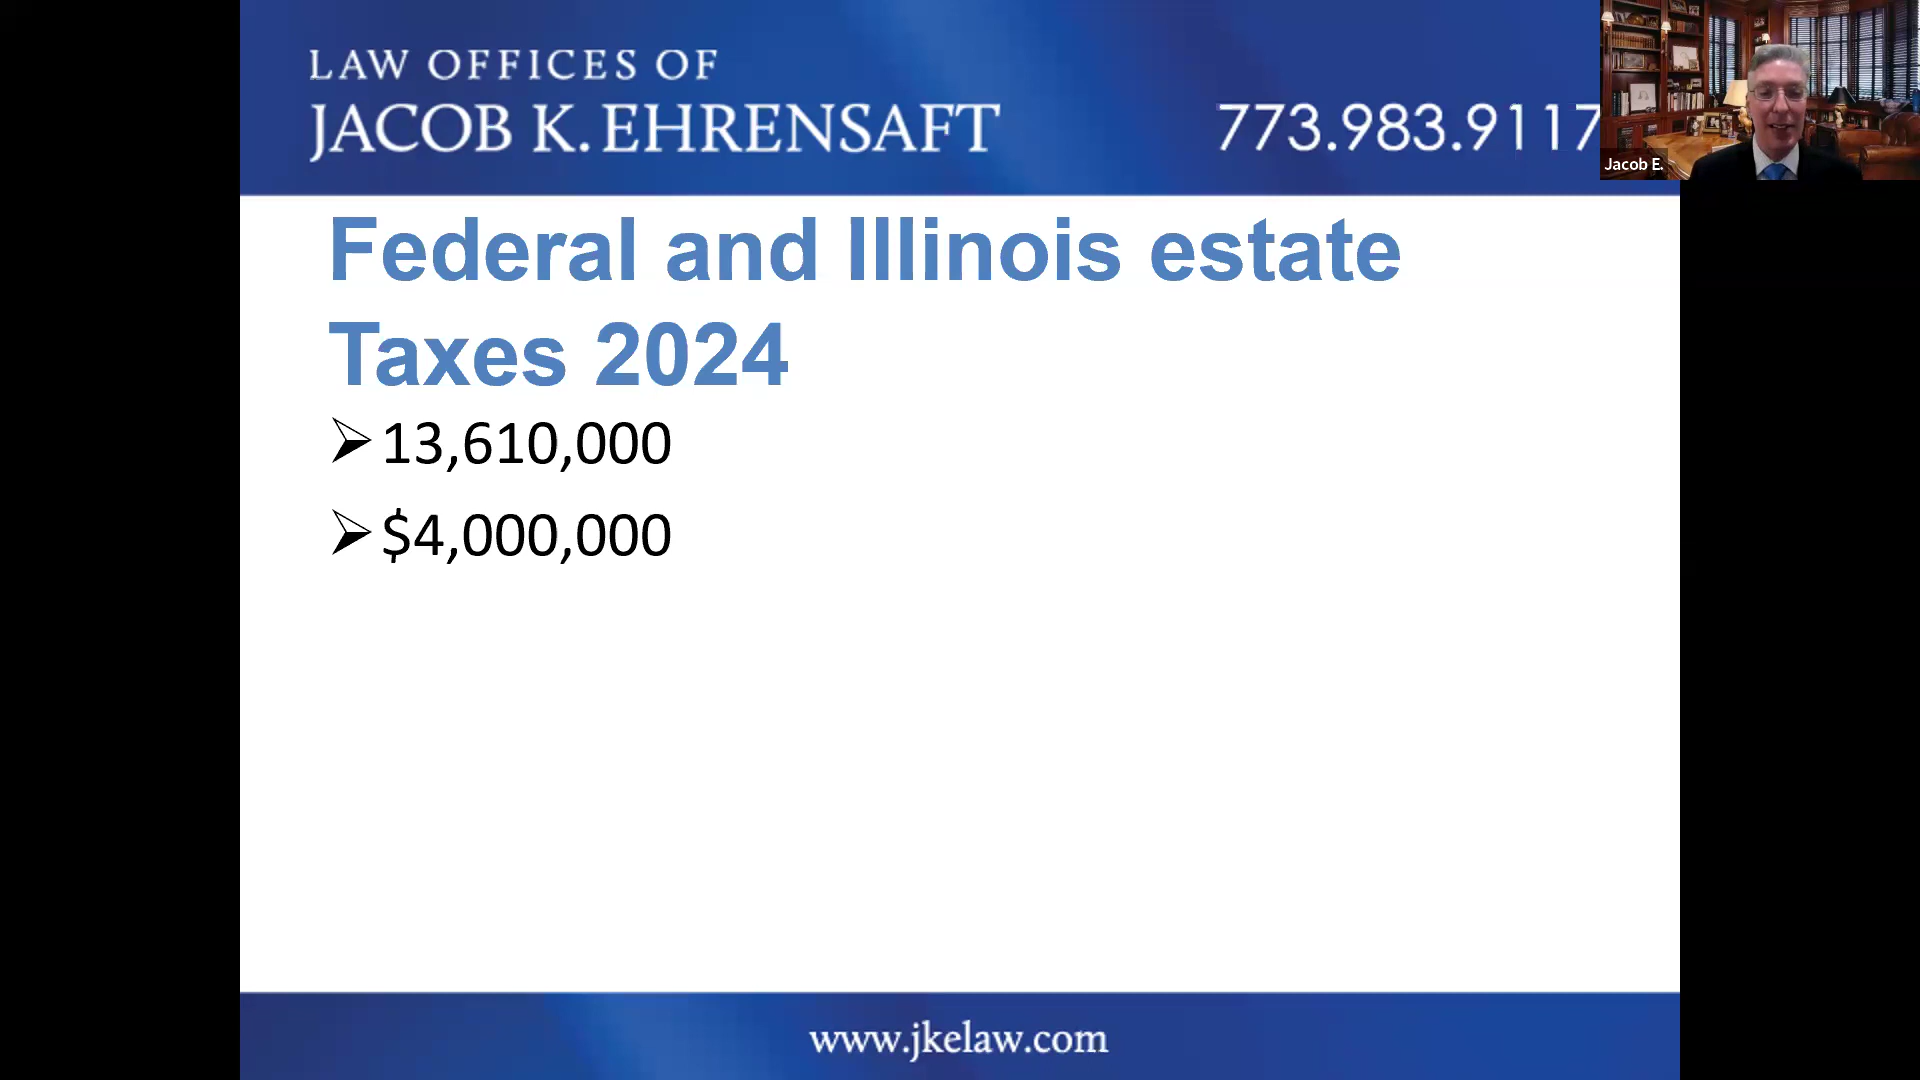 LAW OFFICES OF
JACOB K. EHRENSAFT
773.983.9117
Jacob E.
Federal and Illinois estate
Taxes 2024
13,610,000
$4,000,000
www.jkelaw.com